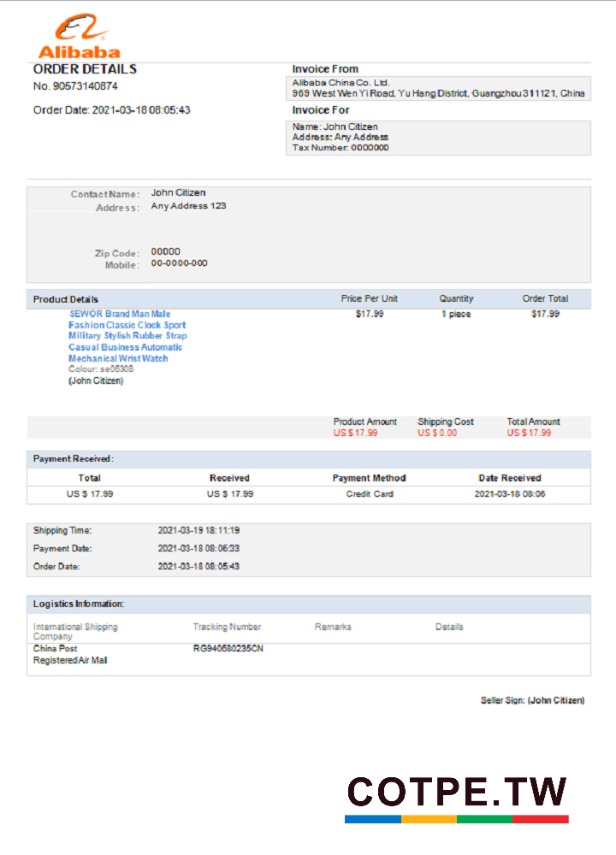 Alibaba
ORDER DETAILS
No. 90573140874
Order Date: 2021-03-18 08:05:43
Invoice From
Alibaba China Co. Ltd.
969 West Wen Yi Road, Yu Hang District, Guangzhou 311121, China
Invoice For
Name: John Citizen
Address: Any Address
Tax Number: 0000000
Contact Name: John Citizen
Address: Any Address 123
Zip Code: 00000
Mobile: 00-0000-000
Product Details Price Per Unit Quantity Order Total
SEWOR Brand Man Male $17.99 1 piece $17.99
Fashion Classic Clock Sport
Military Stylish Rubber Strap
Casual Business Automatic
Mechanical Wrist Watch
Colour: se05308
(John Citizen)
Product Amount Shipping Cost Total Amount
US $ 17.99 US $ 0.00 US $ 17.99
Payment Received:
Total Received Payment Method Date Received
US $ 17.99 US $ 17.99 Credit Card 2021-03-18 08:06
Shipping Time: 2021-03-19 18:11:19
Payment Date: 2021-03-18 08:06:33
Order Date: 2021-03-18 08:05:43
Logistics Information:
International Shipping Company Tracking Number Remarks Details
China Post Registered Air Mail RG940680235CN
Seller Sign: (John Citizen)
COTPE.TW